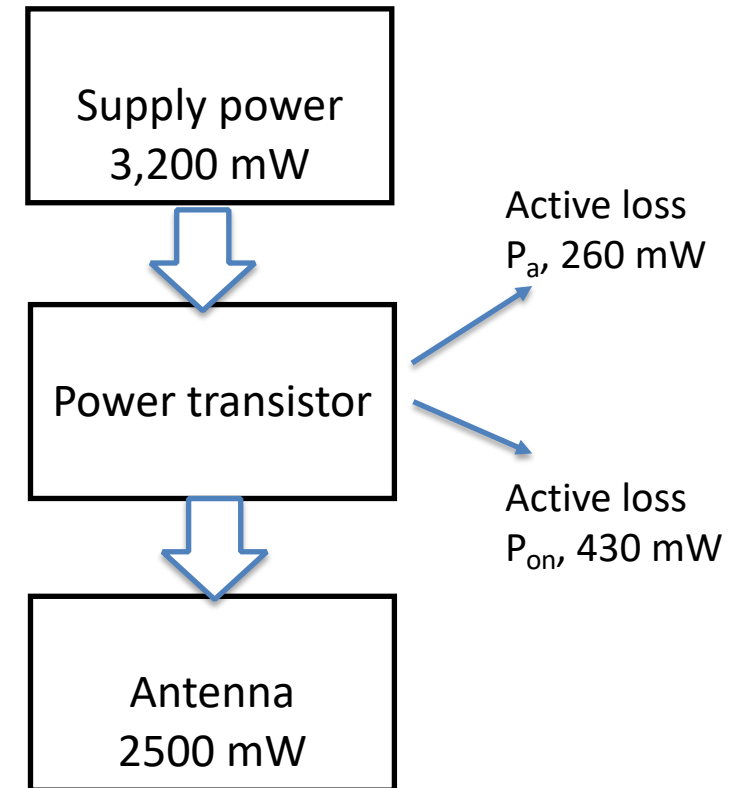 Supply power
3,200 mW
Active loss
Pa, 260 mW
Power transistor
Active loss
Pon, 430 mW
Antenna
2500 mW